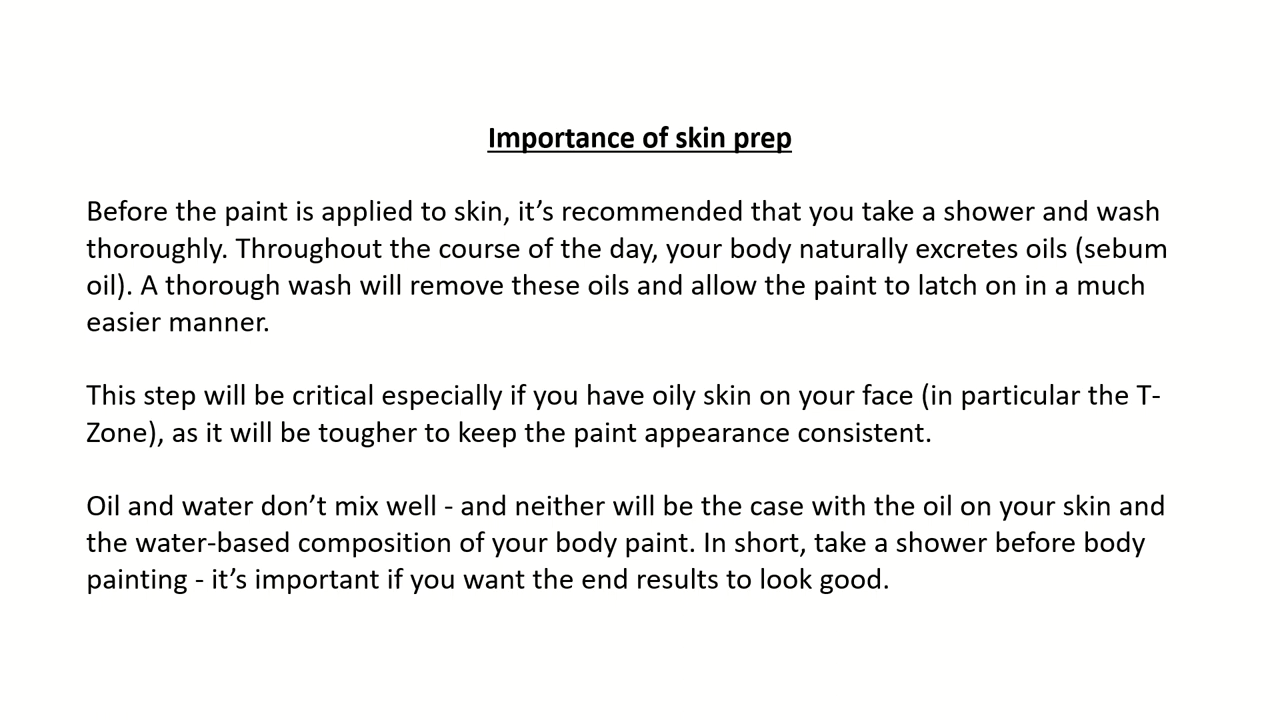 Importance of skin prep
Before the paint is applied to skin, it’s recommended that you take a shower and wash
thoroughly. Throughout the course of the day, your body naturally excretes oils (sebum
oil). A thorough wash will remove these oils and allow the paint to latch on in a much
easier manner.
This step will be critical especially if you have oily skin on your face (in particular the T-
Zone), as it will be tougher to keep the paint appearance consistent.
Oil and water don’t mix well - and neither will be the case with the oil on your skin and
the water-based composition of your body paint. In short, take a shower before body
painting - it’s important if you want the end results to look good.